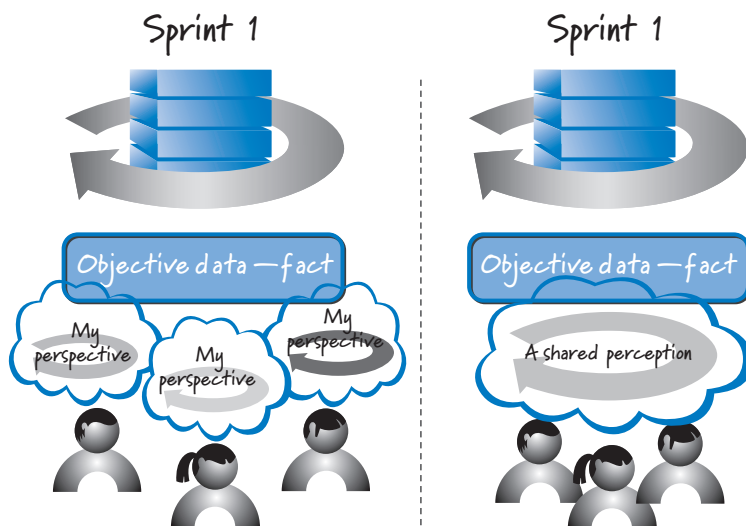 Sprint 1
Objective data — fact
My
perspective
My
perspective
My
perspective
Sprint 1
Objective data — fact
A shared perception